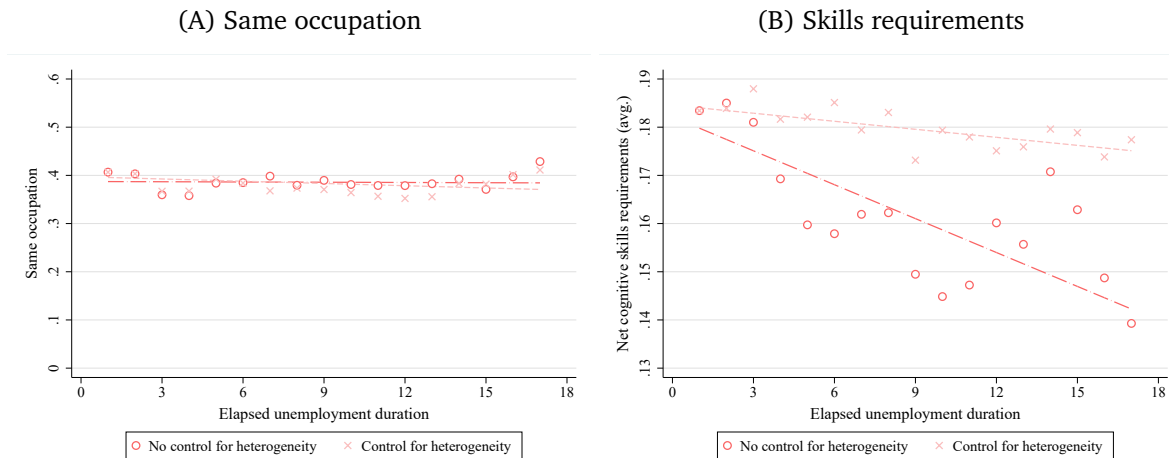 (A) Same occupation
Same occupation
.6
.5
.4
.3
.2
.1
0
0 3 6 9 12 15 18
Elapsed unemployment duration
No control for heterogeneity Control for heterogeneity
(B) Skills requirements
Net cognitive skills requirements (avg.)
.19
.18
.17
.16
.15
.14
.13
0 3 6 9 12 15 18
Elapsed unemployment duration
No control for heterogeneity Control for heterogeneity